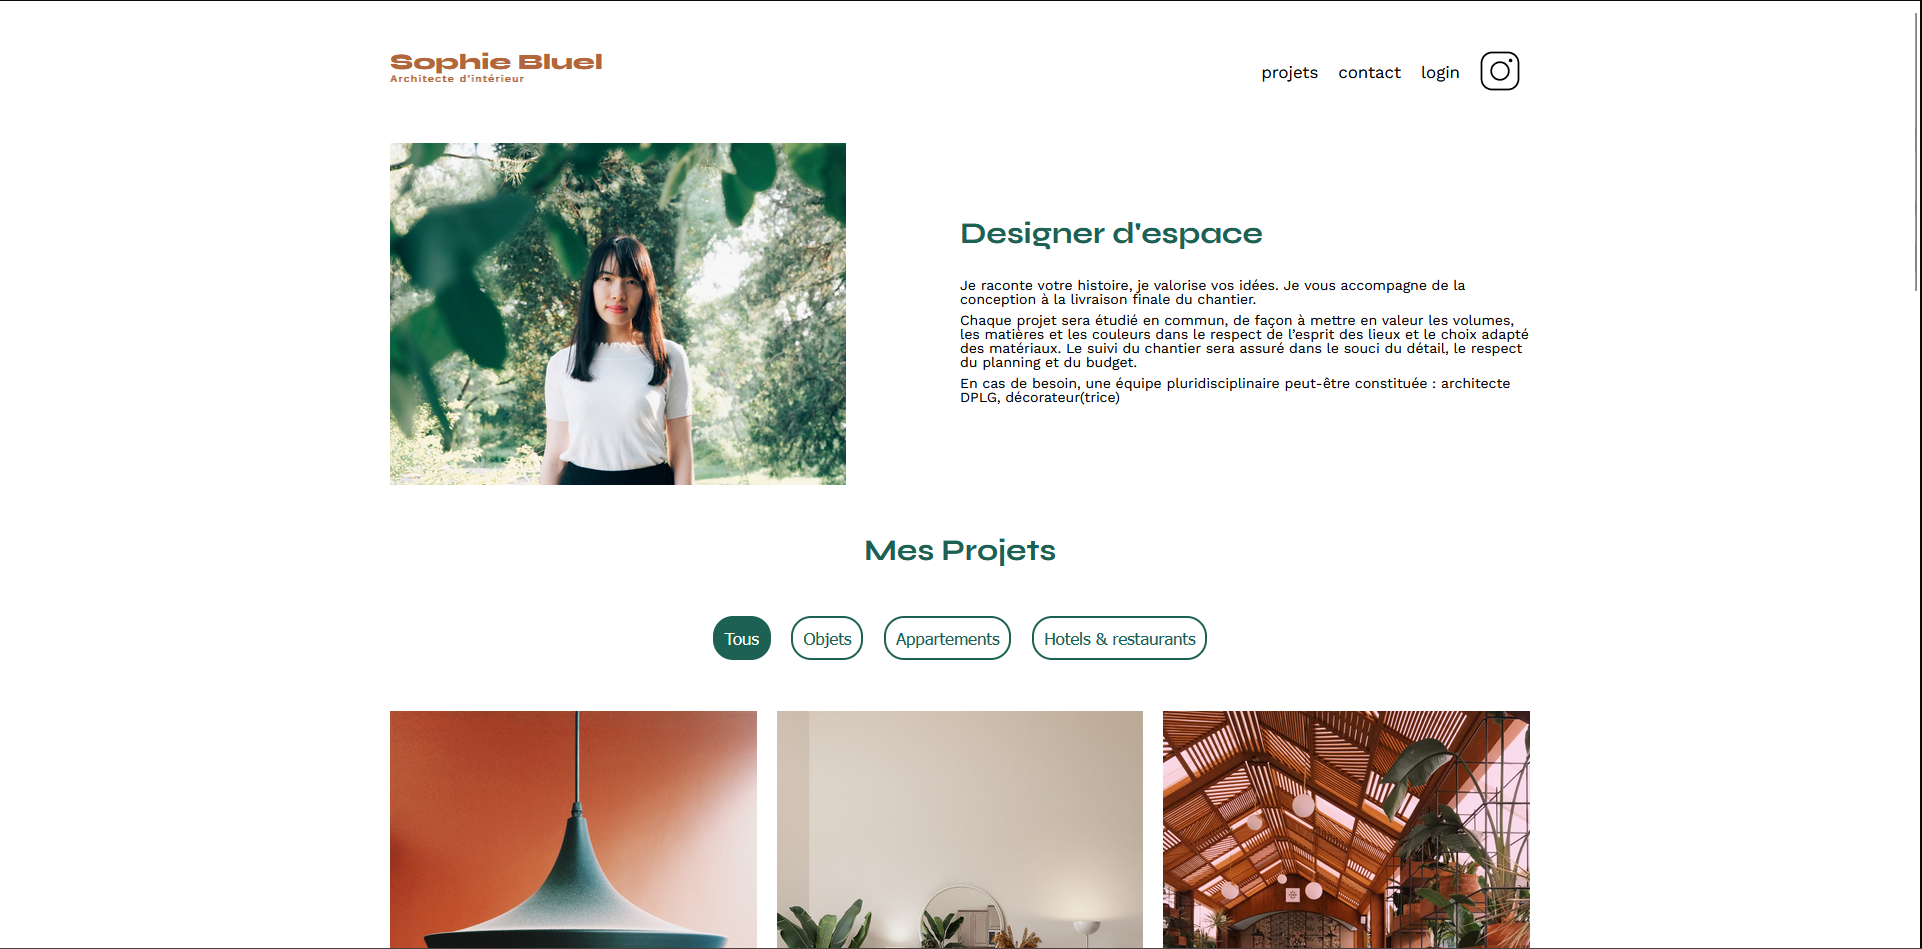 Sophie Bluel
Architecte d'intérieur
projets contact login
Designer d'espace
Je raconte votre histoire, je valorise vos idées. Je vous accompagne de la
conception à la livraison finale du chantier.
Chaque projet sera étudié en commun, de façon à mettre en valeur les volumes,
les matières et les couleurs dans le respect de l’esprit des lieux et le choix adapté
des matériaux. Le suivi du chantier sera assuré dans le souci du détail, le respect
du planning et du budget.
En cas de besoin, une équipe pluridisciplinaire peut-être constituée : architecte
DPLG, décorateur(trice)
Mes Projets
Tous Objets Appartements Hotels & restaurants